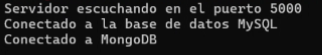 Servidor escuchando en el puerto 5000
Conectado a la base de datos MySQL
Conectado a MongoDB